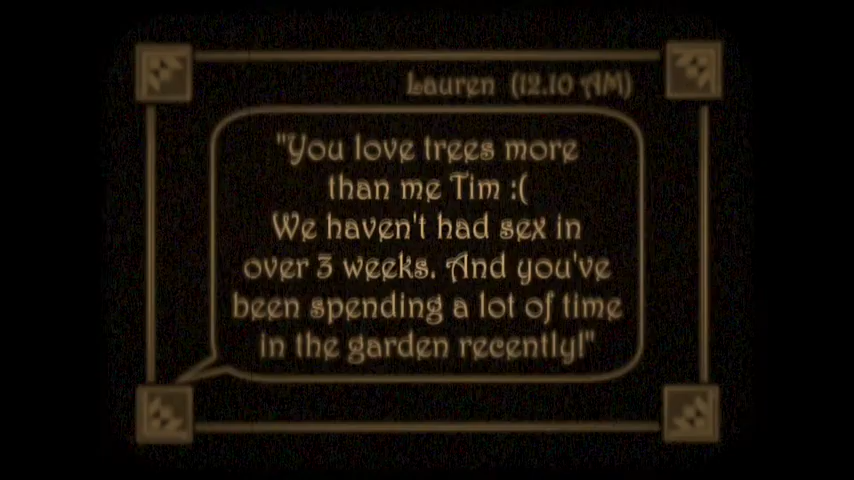 Lauren (12.10 AM)
"You love trees more
than me Tim :(
We haven't had sex in
over 3 weeks. And you've
been spending a lot of time
in the garden recently!"